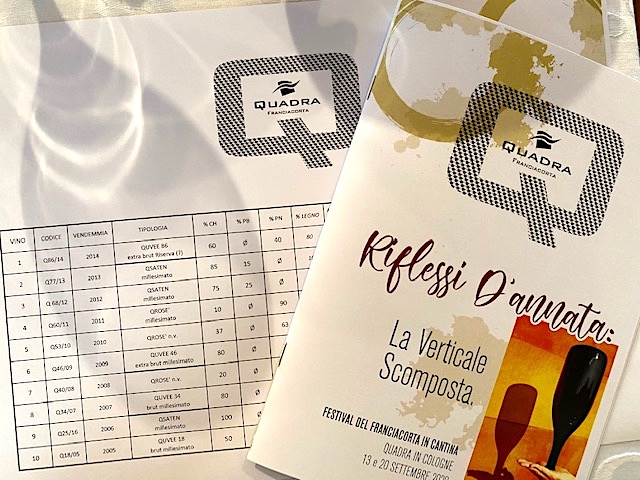 QUADRA
FRANCIACORTA
VINO CODICE VENDEMMIA TIPOLOGIA % CH % PB % PN % LEGNO
1 Q86/14 2014 QUVEE 86 60 Ø 40 60
extra brut Riserva (?)
2 Q77/13 2013 QSATEN 85 15 Ø
millesimato
3 Q 68/12 2012 QSATEN 75 25 Ø
millesimato
4 Q60/11 2011 QROSE' 10 Ø 90
millesimato
5 Q53/10 2010 QROSE' n.v. 37 Ø 63
6 Q46/09 2009 QUVEE 46 80 Ø
extra brut millesimato
7 Q40/08 2008 QROSE' n.v. 20 Ø
8 Q34/07 2007 QUVEE 34 80 Ø
brut millesimato
9 Q25/16 2006 QSATEN 100 Ø
millesimato
10 Q18/05 2005 QUVEE 18 50
brut millesimato
QUADRA
FRANCIACORTA
Riflessi D'annata:
La Verticale
Scomposta.
FESTIVAL DEL FRANCIACORTA IN CANTINA
QUADRA IN COLOGNE
13 e 20 SETTEMBRE 2020